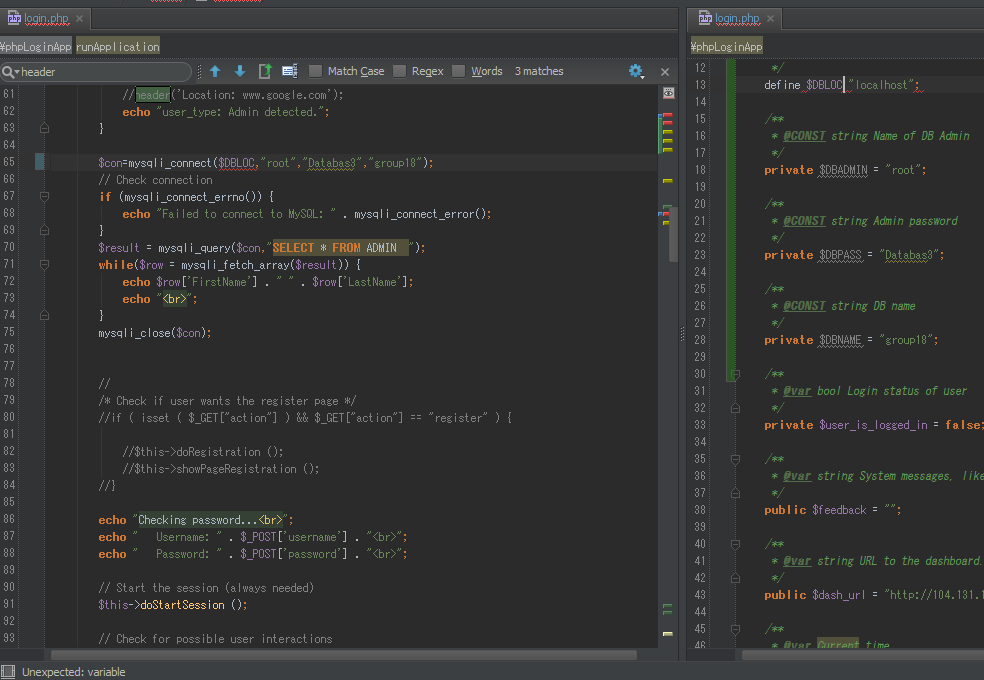 login.php
#phpLoginApp runApplication
header Match Case Regex Words 3 matches
61 //header('Location: www.google.com');
62 echo "user_type: Admin detected.";
63 }
64
65 $con=mysqli_connect($DBLOC,"root","Databas3","group18");
66 // Check connection
67 if (mysqli_connect_errno()) {
68 echo "Failed to connect to MySQL: " . mysqli_connect_error();
69 }
70 $result = mysqli_query($con,"SELECT * FROM ADMIN ");
71 while($row = mysqli_fetch_array($result)) {
72 echo $row['FirstName'] . " " . $row['LastName'];
73 echo "<br>";
74 }
75 mysqli_close($con);
76
77
78 //
79 /* Check if user wants the register page */
80 //if ( isset ( $_GET["action"] ) && $_GET["action"] == "register" ) {
81
82 //$this->doRegistration ();
83 //$this->showPageRegistration ();
84 //}
85
86 echo "Checking password...<br>";
87 echo " Username: " . $_POST['username'] . "<br>";
88 echo " Password: " . $_POST['password'] . "<br>";
89
90 // Start the session (always needed)
91 $this->doStartSession ();
92
93 // Check for possible user interactions
Unexpected: variable
login.php
#phpLoginApp
12 */
13 define $DBLOC "localhost";
14
15 /**
16 * @CONST string Name of DB Admin
17 */
18 private $DBADMIN = "root";
19
20 /**
21 * @CONST string Admin password
22 */
23 private $DBPASS = "Databas3";
24
25 /**
26 * @CONST string DB name
27 */
28 private $DBNAME = "group18";
29
30 /**
31 * @var bool Login status of user
32 */
33 private $user_is_logged_in = false;
34
35 /**
36 * @var string System messages, like
37 */
38 public $feedback = "";
39
40 /**
41 * @var string URL to the dashboard.
42 */
43 public $dash_url = "http://104.131.1
44
45 /**
46 * @var Current time